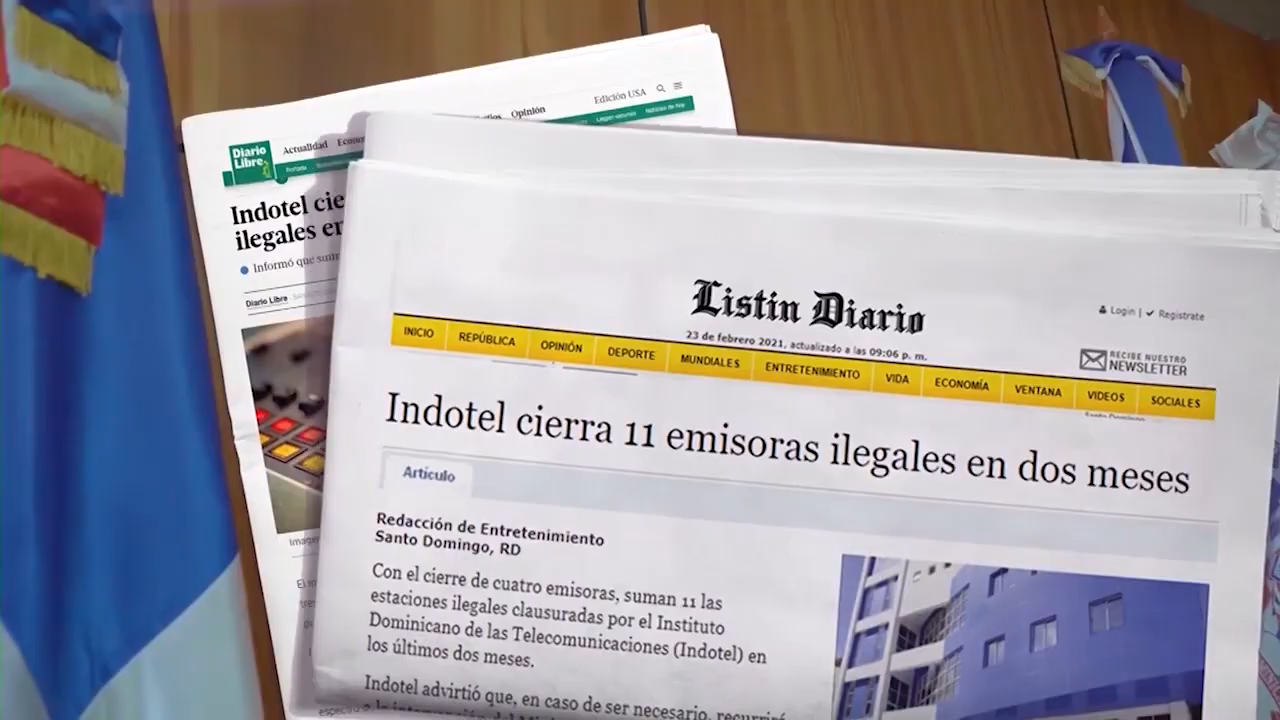 Diario
Libre
Actualidad
Opinión
Edición USA
Indotel cie
ilegales en
Informó que sum
Diario Libre
Listín Diario
23 de febrero 2021, actualizado a las 09:06 p. m.
Login | Registrate
RECIBE NUESTRO
NEWSLETTER
INICIO REPÚBLICA OPINIÓN DEPORTE MUNDIALES ENTRETENIMIENTO VIDA ECONOMÍA VENTANA VIDEOS SOCIALES
Indotel cierra 11 emisoras ilegales en dos meses
Artículo
Redacción de Entretenimiento
Santo Domingo, RD
Con el cierre de cuatro emisoras, suman 11 las
estaciones ilegales clausuradas por el Instituto
Dominicano de las Telecomunicaciones (Indotel) en
los últimos dos meses.
Indotel advirtió que, en caso de ser necesario, recurrirá